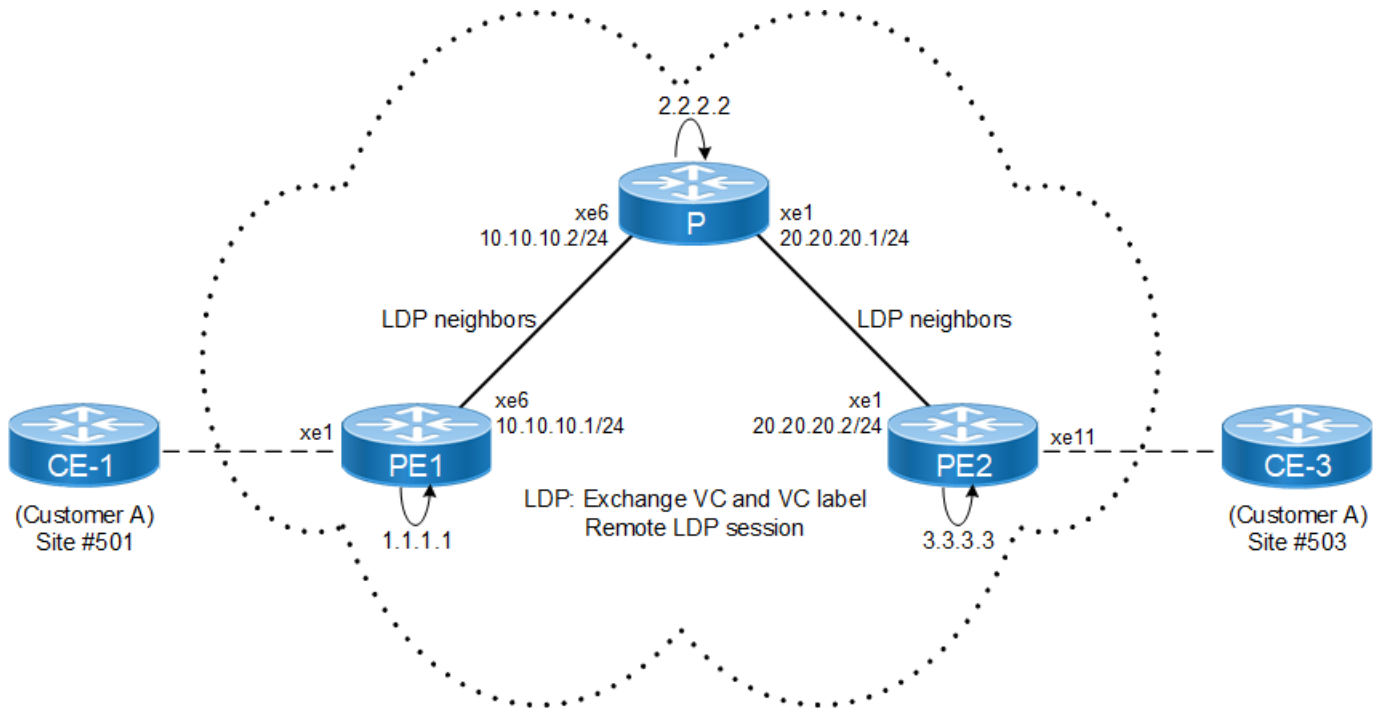 2.2.2.2
P
xe6
10.10.10.2/24
xe1
20.20.20.1/24
LDP neighbors
LDP neighbors
xe6
10.10.10.1/24
xe1
20.20.20.2/24
xe1
xe11
CE-1
PE1
PE2
CE-3
(Customer A)
Site #501
1.1.1.1
LDP: Exchange VC and VC label
Remote LDP session
3.3.3.3
(Customer A)
Site #503